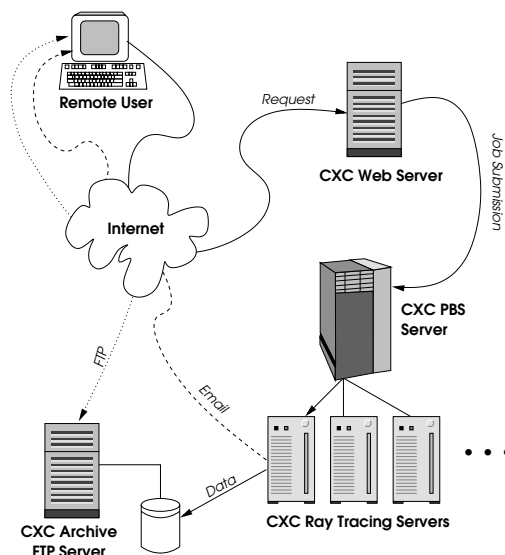 Remote User
Request
CXC Web Server
Job Submission
Internet
CXC PBS
Server
FTP
Email
Data
CXC Ray Tracing Servers
CXC Archive
FTP Server